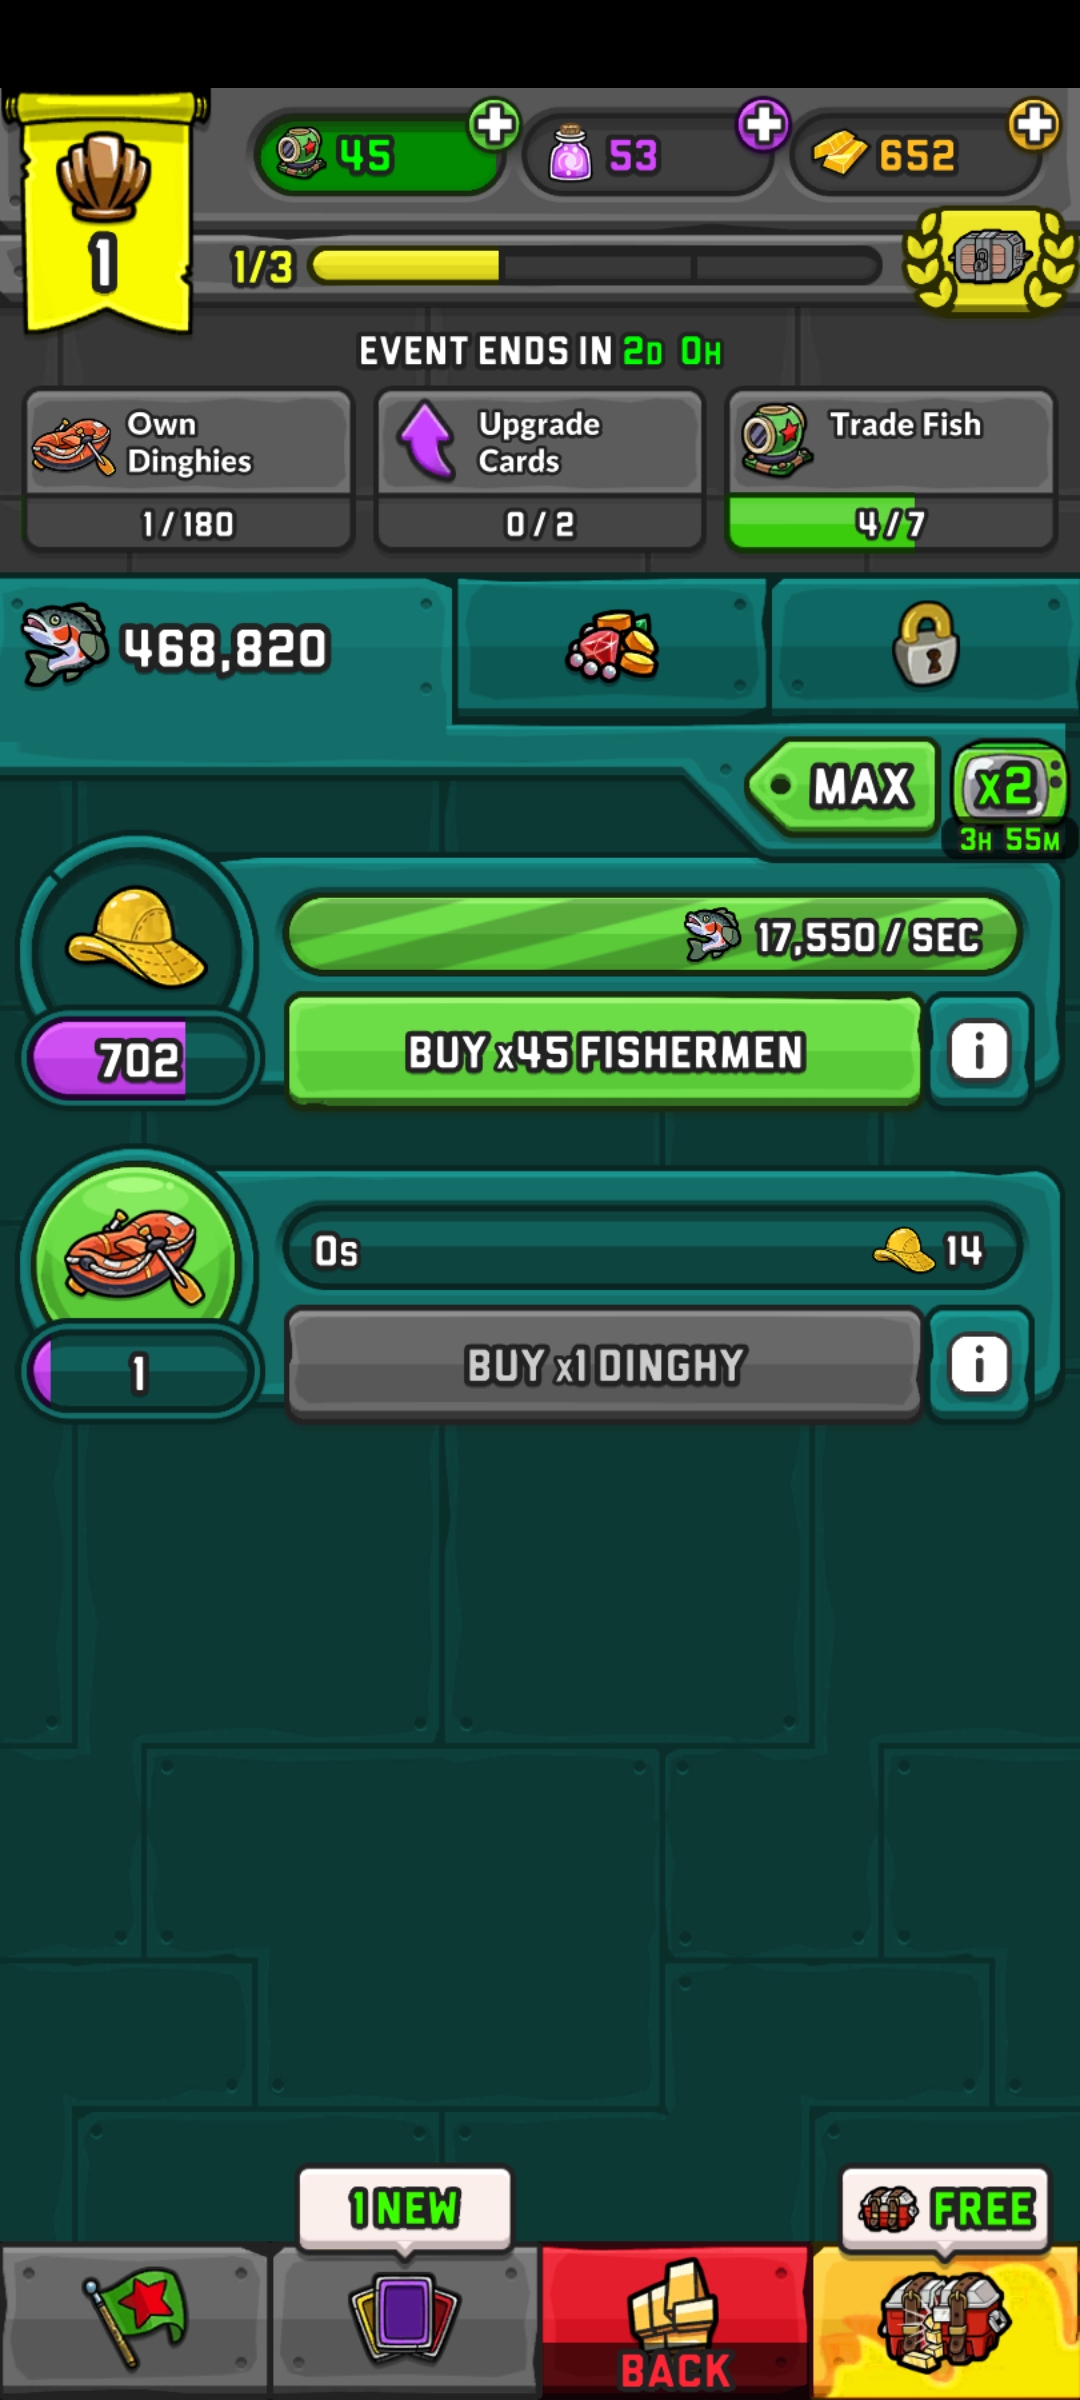 45
53
652
1
1/3
EVENT ENDS IN 2D 0H
Own
Dinghies
1/180
Upgrade
Cards
0/2
Trade Fish
4/7
468,820
MAX
x2
3H 55M
17,550/SEC
702
BUY x45 FISHERMEN
i
0s
14
1
BUY x1 DINGHY
i
1 NEW
FREE
BACK